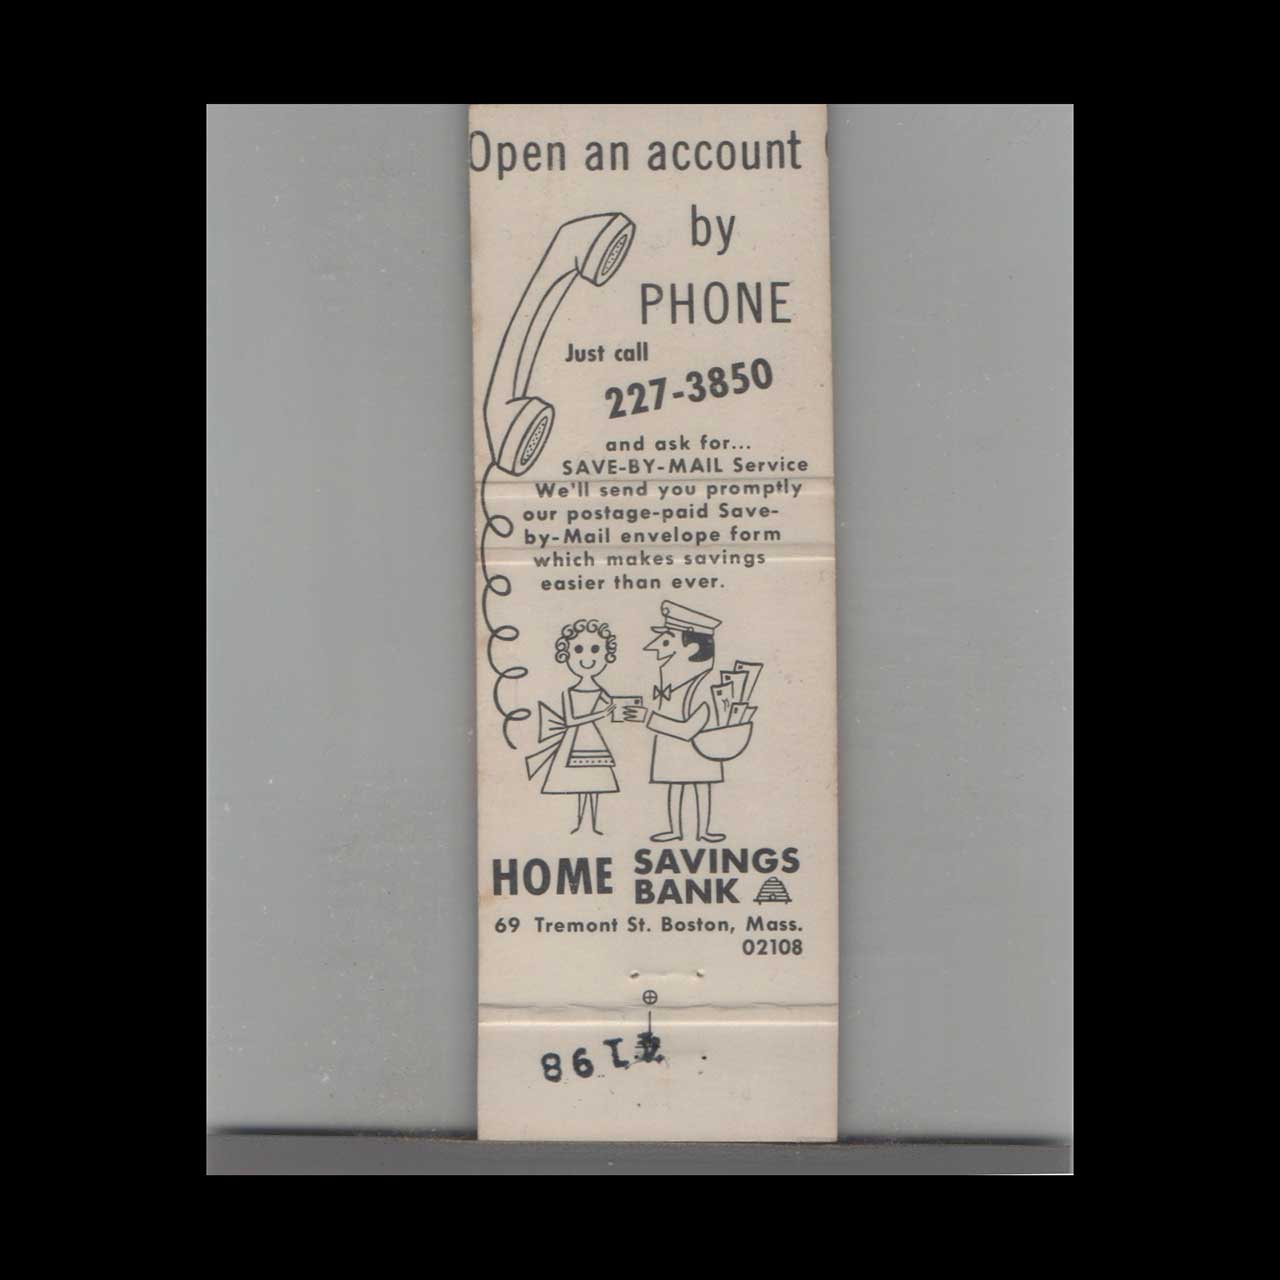 Open an account
by
PHONE
Just call
227-3850
and ask for...
SAVE-BY-MAIL Service
We'll send you promptly
our postage-paid Save-
by-Mail envelope form
which makes savings
easier than ever.
HOME SAVINGS
BANK
69 Tremont St. Boston, Mass.
02108